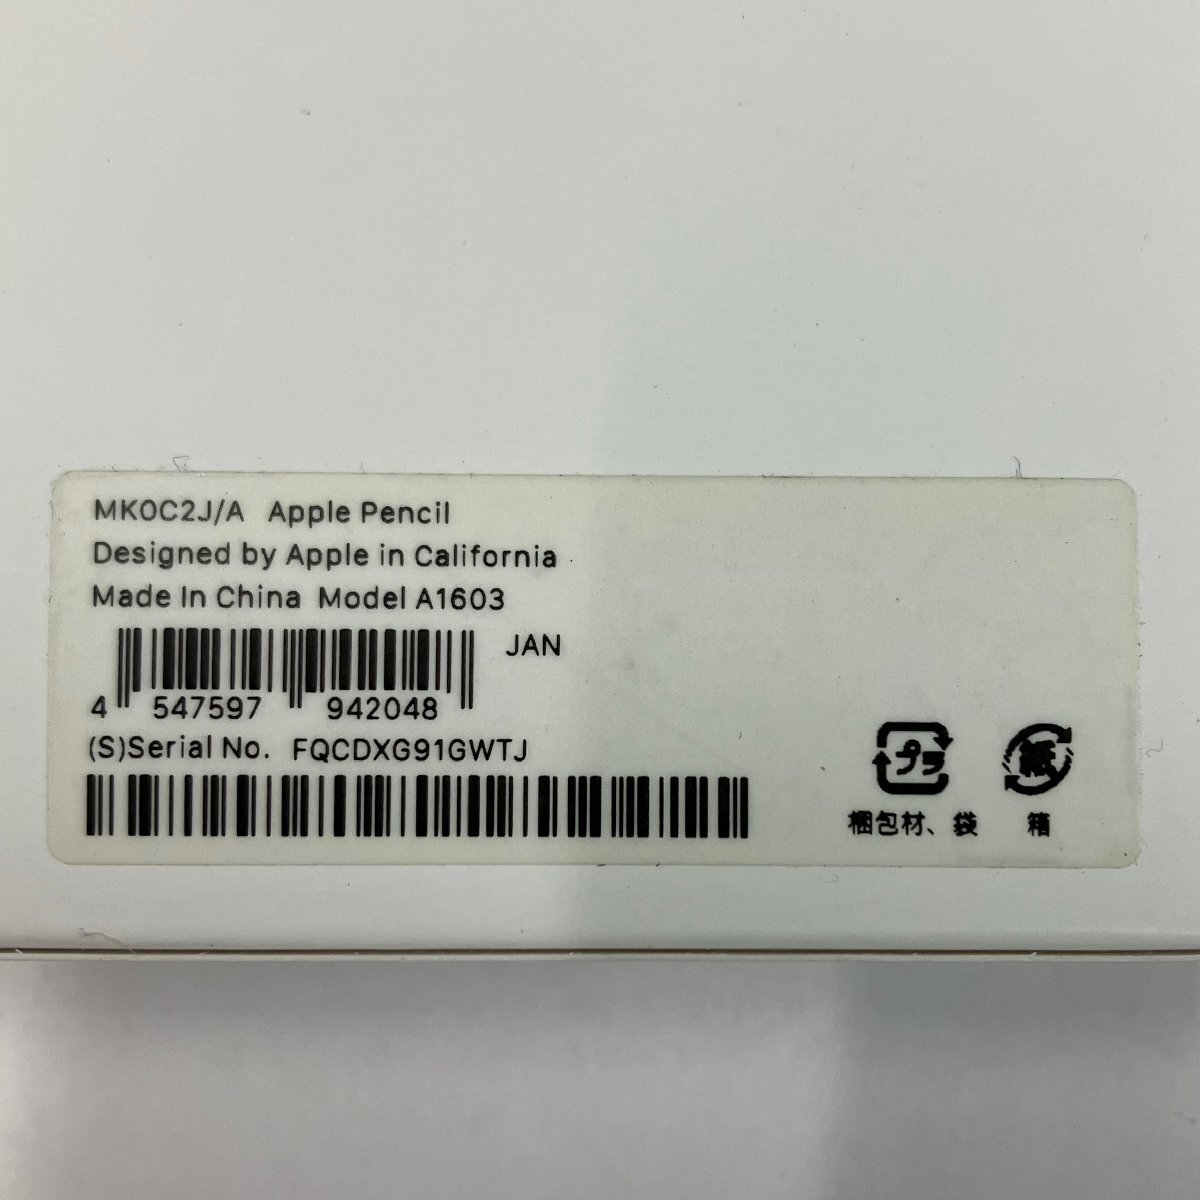 MK0C2J/A Apple Pencil
Designed by Apple in California
Made In China Model A1603
JAN
4 547597 942048
(S)Serial No. FQCDXG91GWTJ
プラ
紙
梱包材、袋
箱